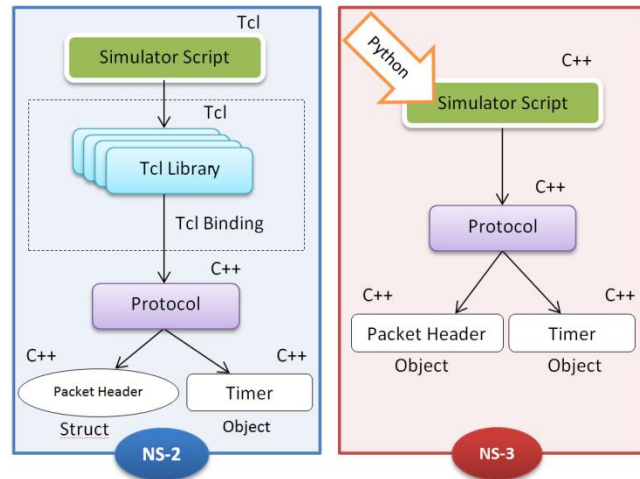 Tcl
Simulator Script
Tcl
Tcl Library
Tcl Binding
C++
Protocol
C++
C++
Packet Header
Timer
Struct
Object
NS-2
Python
C++
Simulator Script
C++
Protocol
C++
C++
Packet Header
Timer
Object
Object
NS-3